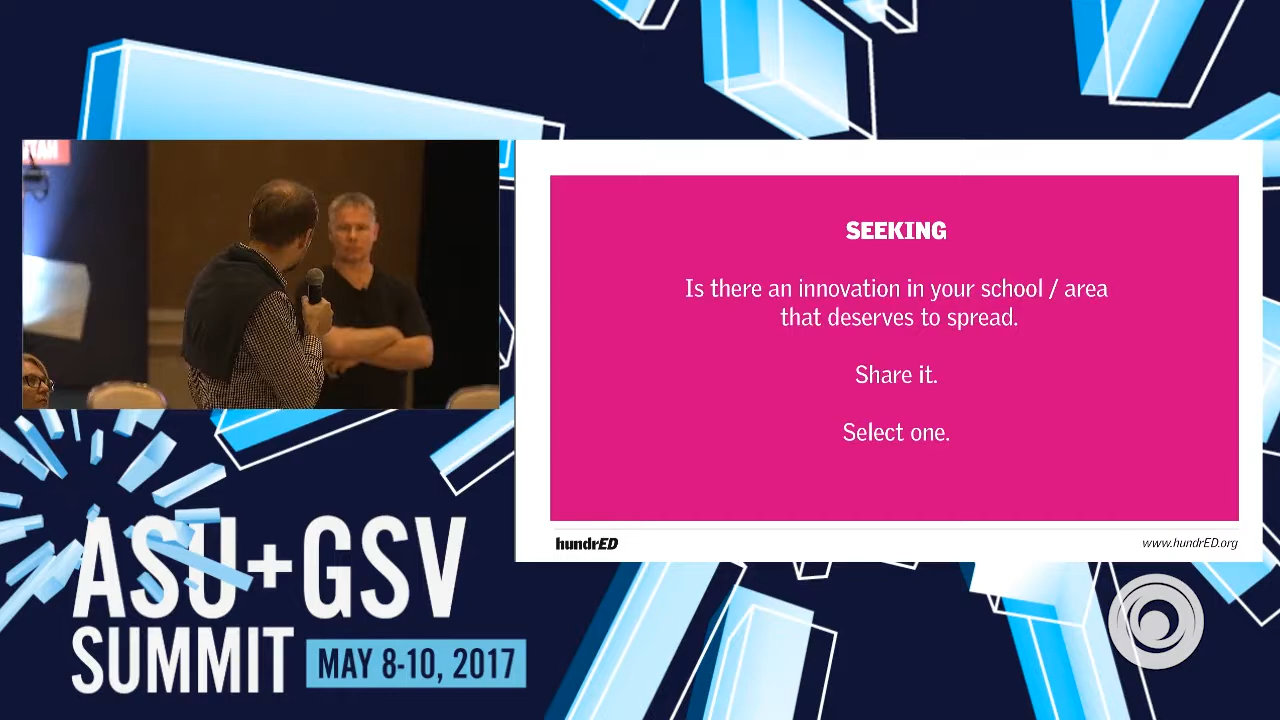 SEEKING
Is there an innovation in your school / area
that deserves to spread.
Share it.
Select one.
hundrED
www.hundrED.org
ASU+GSV
SUMMIT
MAY 8-10, 2017